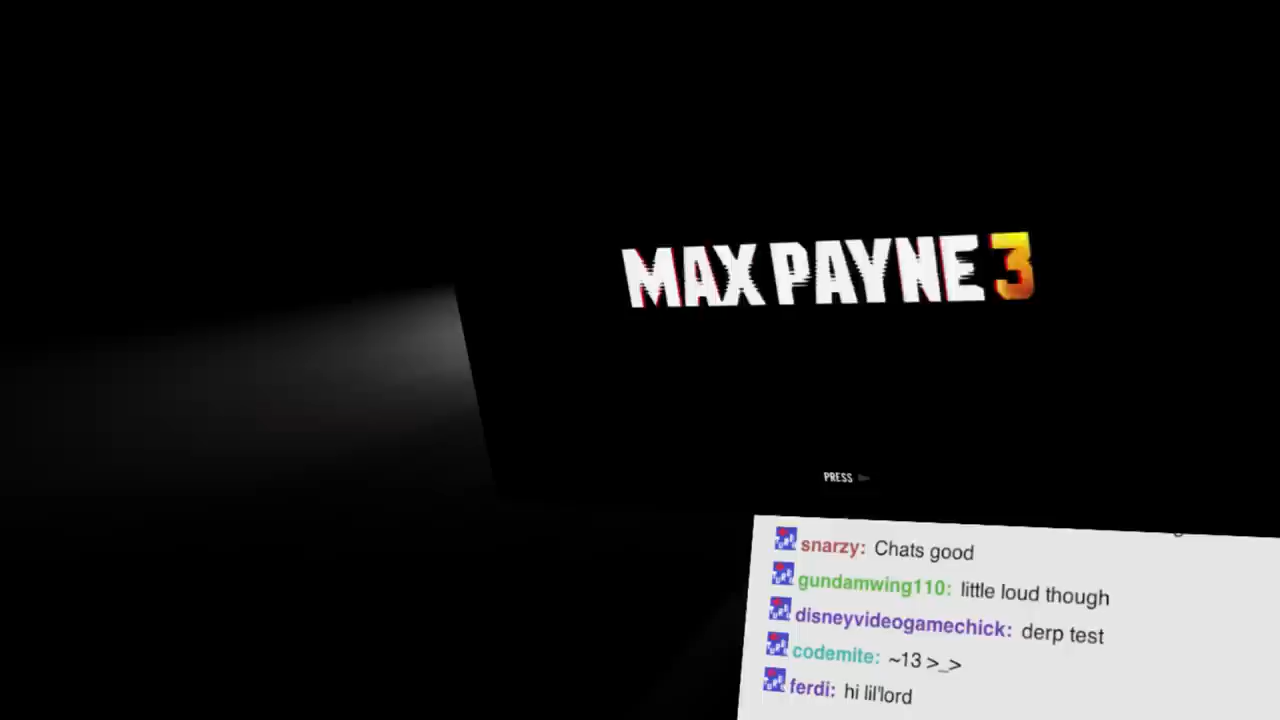 MAX PAYNE 3
PRESS
snarzy: Chats good
gundamwing110: little loud though
disneyvideogamechick: derp test
codemite: ~13 >_>
ferdi: hi lil'lord